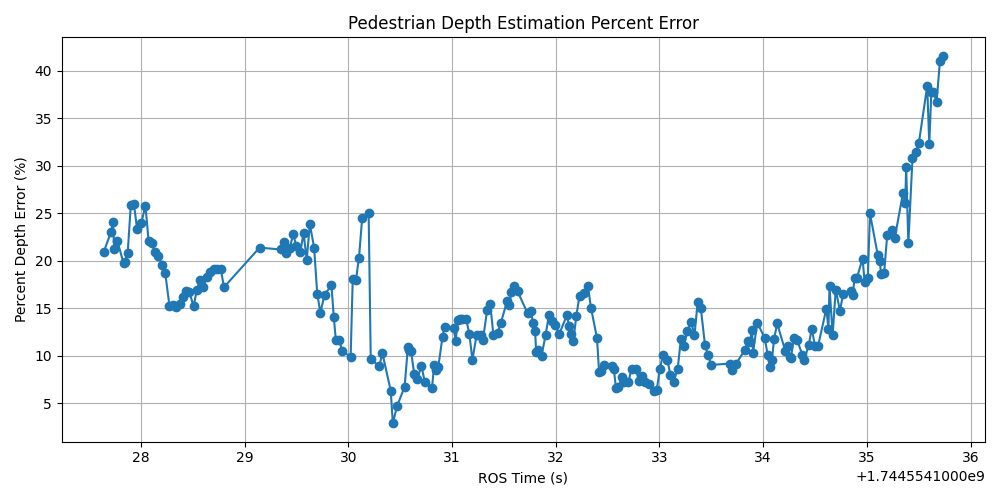 Pedestrian Depth Estimation Percent Error
Percent Depth Error (%)
40
35
30
25
20
15
10
5
28 29 30 31 32 33 34 35 36
ROS Time (s)
+1.7445541000e9